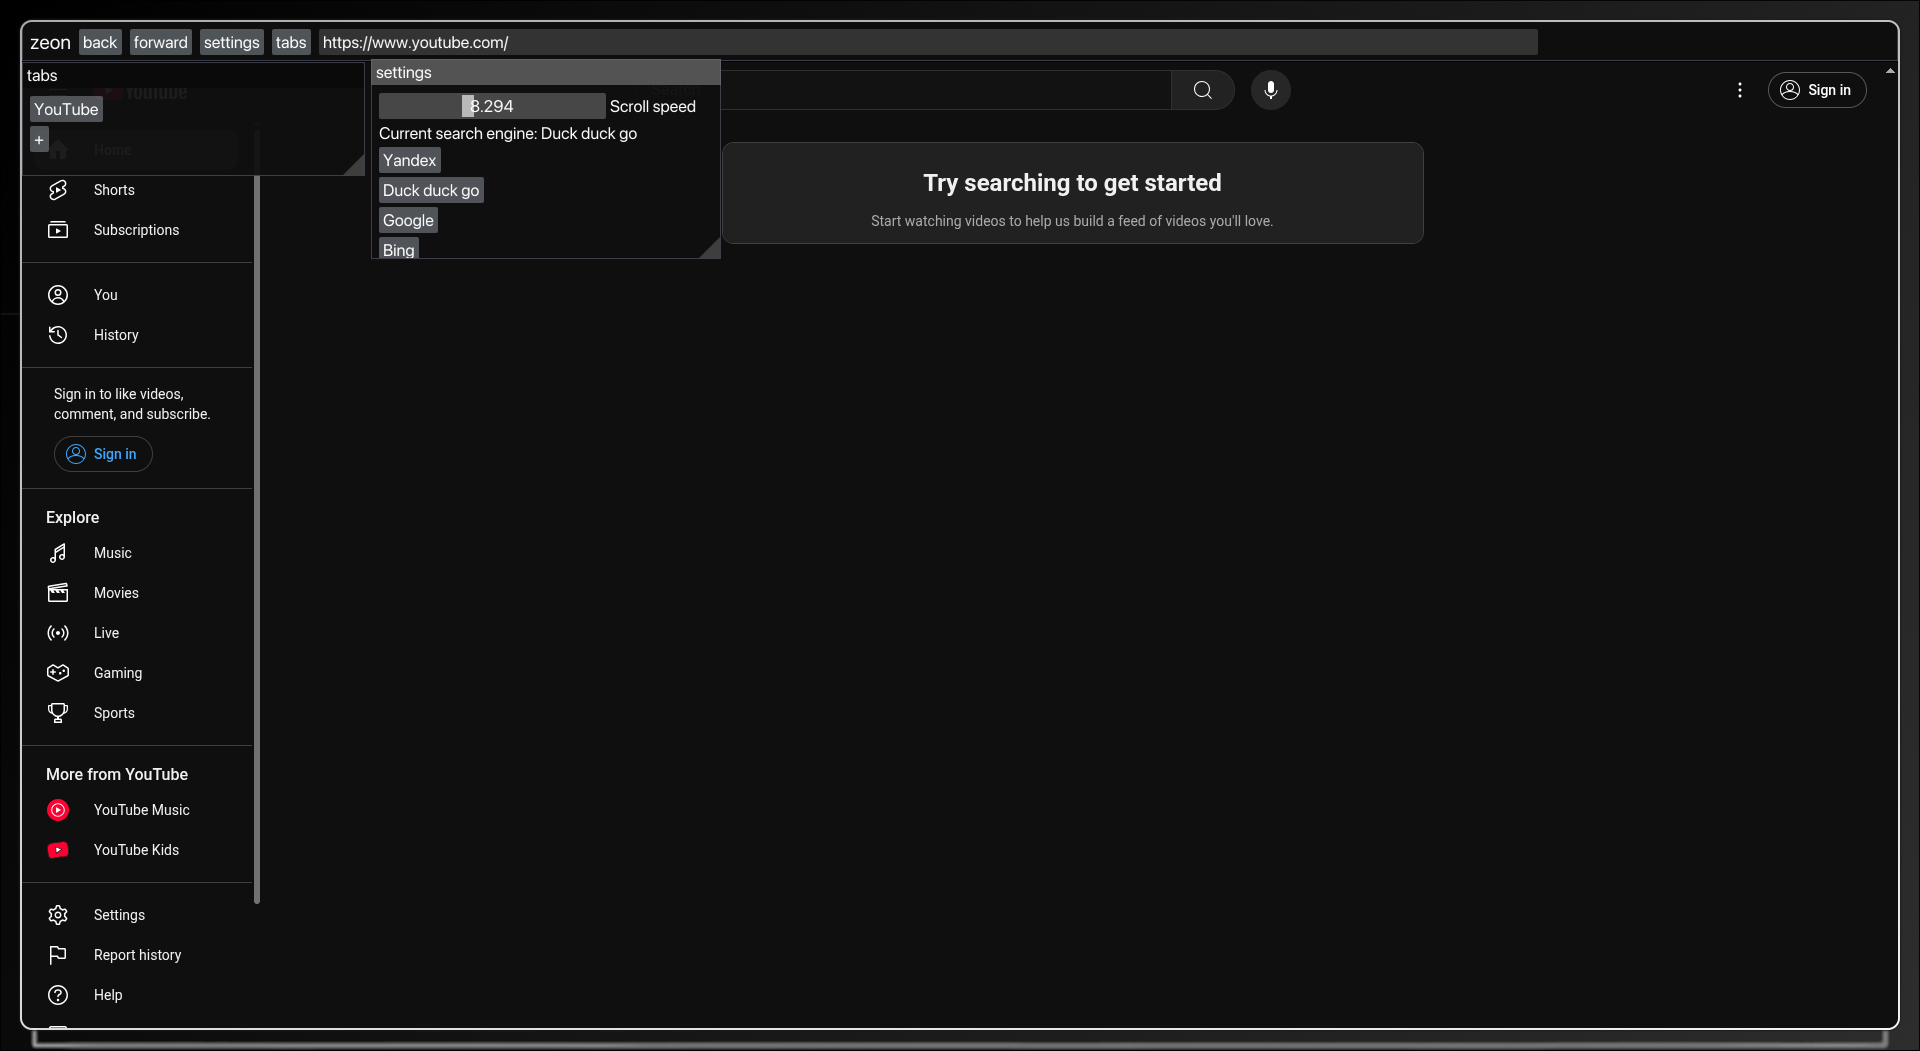 zeon back forward settings tabs https://www.youtube.com/
tabs
YouTube
+
YouTube
Home
settings
8.294 Scroll speed
Current search engine: Duck duck go
Yandex
Duck duck go
Google
Bing
Search
Sign in
Try searching to get started
Start watching videos to help us build a feed of videos you'll love.
Shorts
Subscriptions
You
History
Sign in to like videos,
comment, and subscribe.
Sign in
Explore
Music
Movies
Live
Gaming
Sports
More from YouTube
YouTube Music
YouTube Kids
Settings
Report history
Help